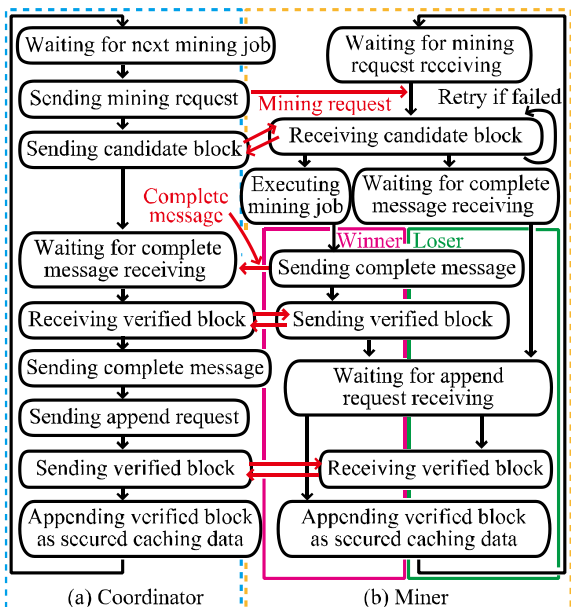 Waiting for next mining job
Sending mining request
Sending candidate block
Waiting for complete
message receiving
Receiving verified block
Sending complete message
Sending append request
Sending verified block
Appending verified block
as secured caching data
(a) Coordinator
Mining request
Complete
message
Waiting for mining
request receiving
Retry if failed
Receiving candidate block
Executing
mining job
Waiting for complete
message receiving
Winner
Loser
Sending complete message
Sending verified block
Waiting for append
request receiving
Receiving verified block
Appending verified block
as secured caching data
(b) Miner